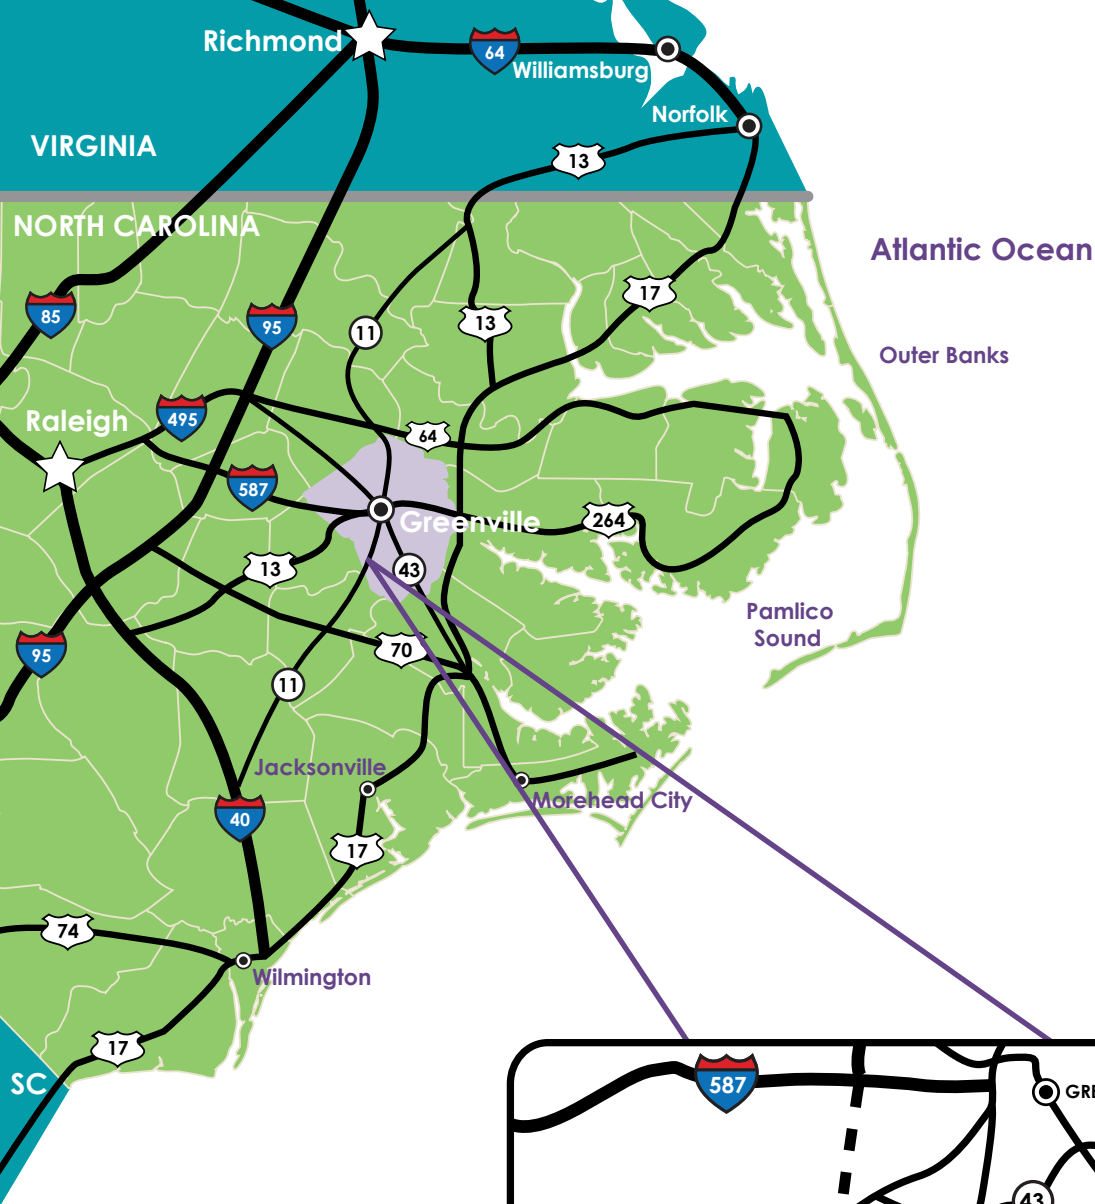 Richmond
64
Williamsburg
Norfolk
VIRGINIA
13
NORTH CAROLINA
Atlantic Ocean
17
85
95
11
13
Outer Banks
495
Raleigh
64
587
Greenville
264
13
43
Pamlico
Sound
95
70
11
Jacksonville
Morehead City
40
17
74
Wilmington
17
SC
587
GRE
43